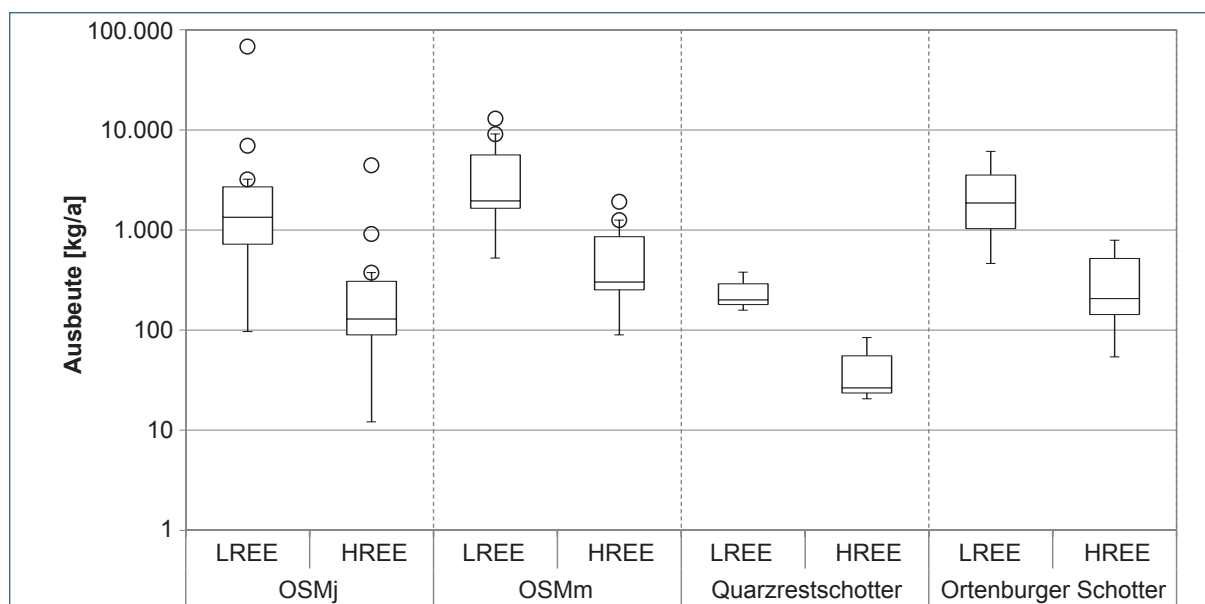 Ausbeute [kg/a]
100.000
10.000
1.000
100
10
1
LREE HREE LREE HREE LREE HREE LREE HREE
OSMj OSMm Quarzrestschotter Ortenburger Schotter